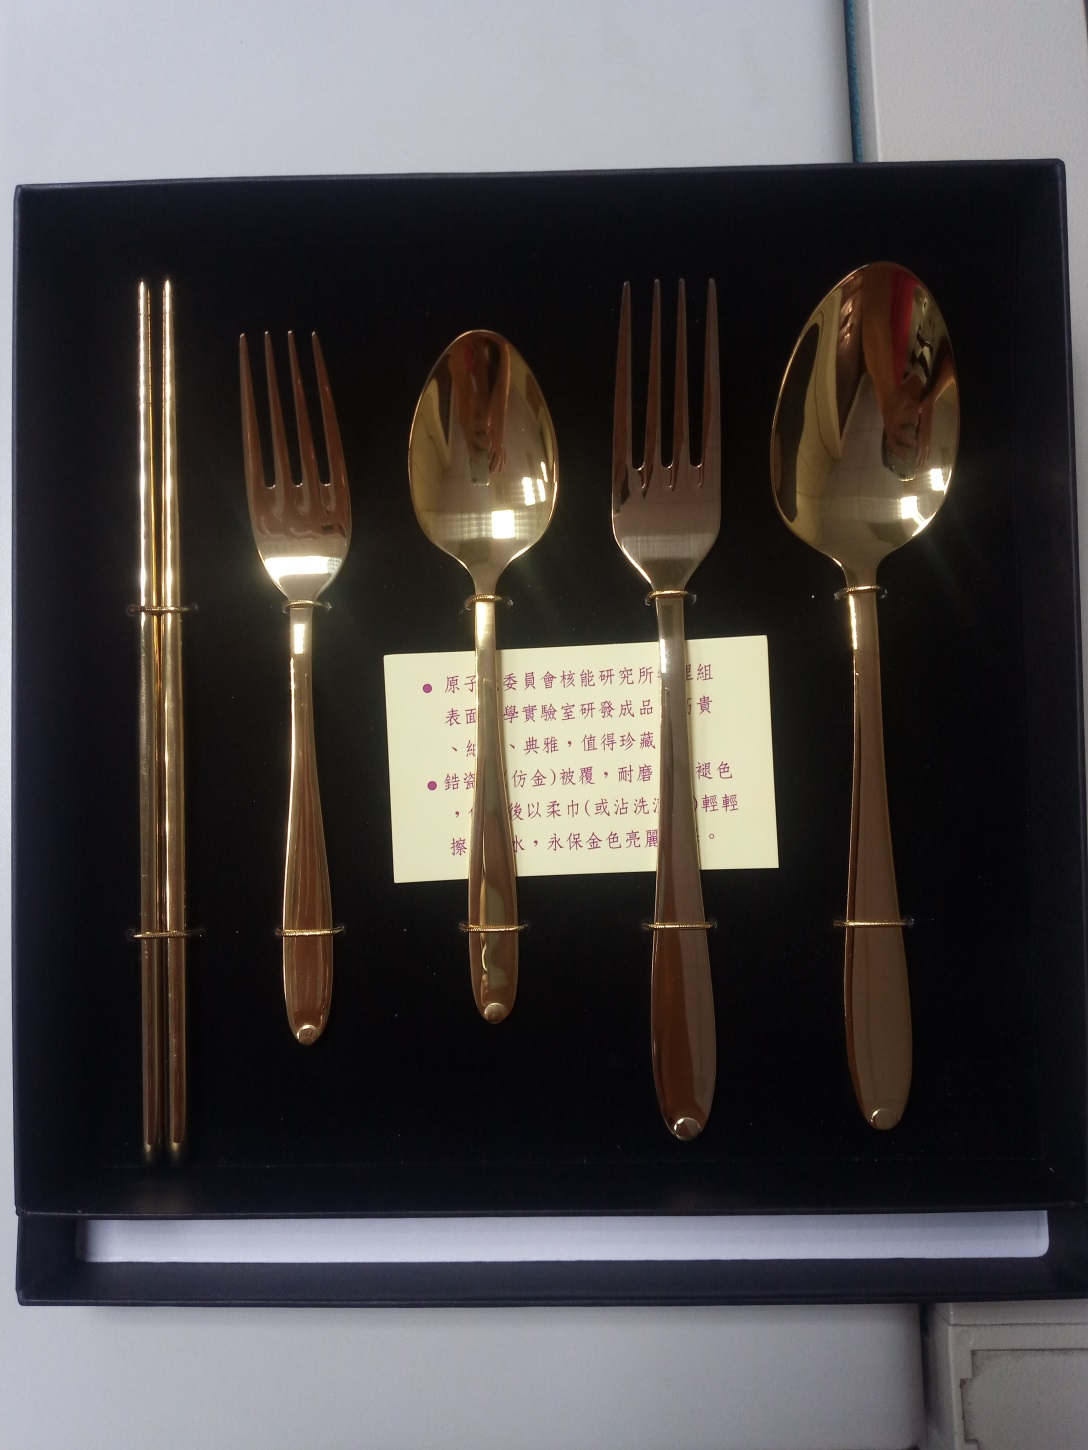 ● 原子 委員會核能研究所 組
表面 學實驗室研發成品 巧貴
、 、典雅，值得珍藏
● 鋯瓷 (仿金)被覆，耐磨 褪色
， 後以柔巾(或沾洗 )輕輕
擦 水，永保金色亮麗 。